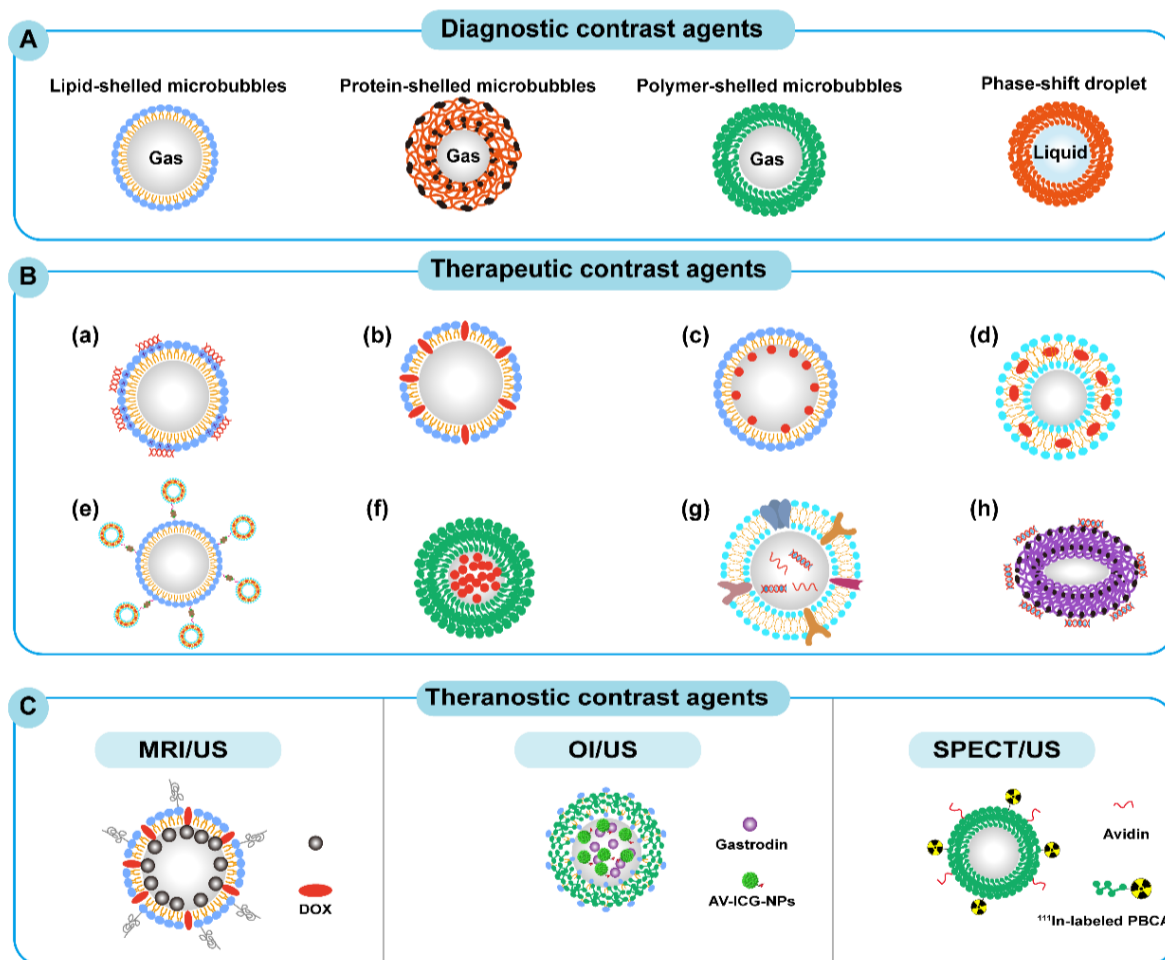 A
Diagnostic contrast agents
Lipid-shelled microbubbles
Protein-shelled microbubbles
Polymer-shelled microbubbles
Phase-shift droplet
Gas
Gas
Gas
Liquid
B
Therapeutic contrast agents
(a)
(b)
(c)
(d)
(e)
(f)
(g)
(h)
C
Theranostic contrast agents
MRI/US
OI/US
SPECT/US
DOX
Gastrodin
AV-ICG-NPs
Avidin
¹¹¹In-labeled PBCA